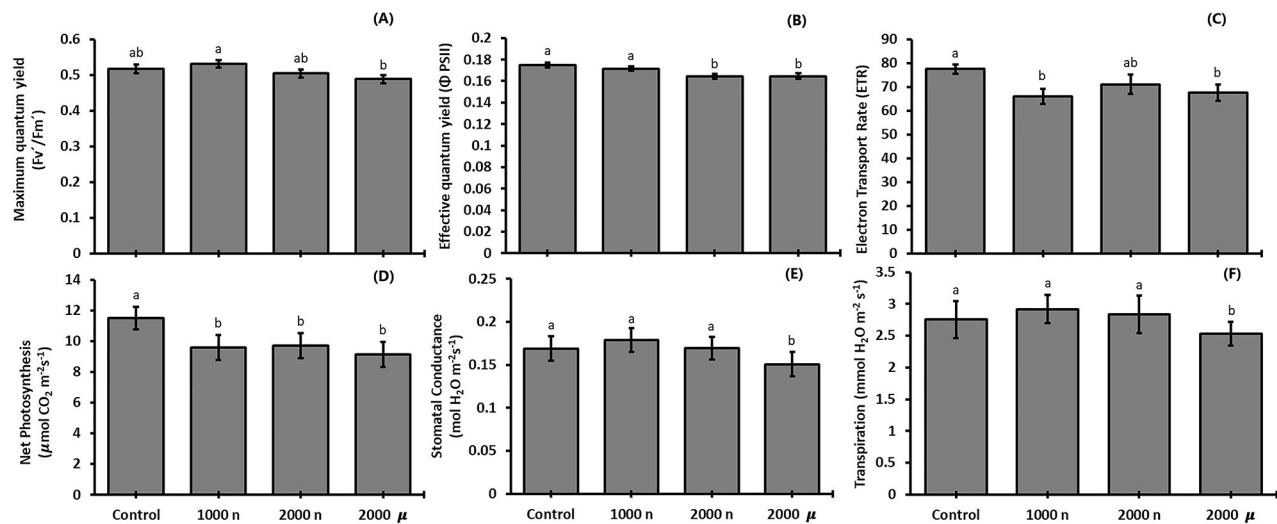 (A)
Maximum quantum yield
(Fv´/Fm´)
0.6
0.5
0.4
0.3
0.2
0.1
0
ab
a
ab
b
(B)
Effective quantum yield (Φ PSII)
0.2
0.18
0.16
0.14
0.12
0.1
0.08
0.06
0.04
0.02
0
a
a
b
b
(C)
Electron Transport Rate (ETR)
90
80
70
60
50
40
30
20
10
0
a
b
ab
b
(D)
Net Photosynthesis
(µmol CO₂ m⁻²s⁻¹)
14
12
10
8
6
4
2
0
a
b
b
b
Control 1000 n 2000 n 2000 µ
(E)
Stomatal Conductance
(mol H₂O m⁻²s⁻¹)
0.25
0.2
0.15
0.1
0.05
0
a
a
a
b
Control 1000 n 2000 n 2000 µ
(F)
Transpiration (mmol H₂O m⁻² s⁻¹)
3.5
3
2.5
2
1.5
1
0.5
0
a
a
a
b
Control 1000 n 2000 n 2000 µ